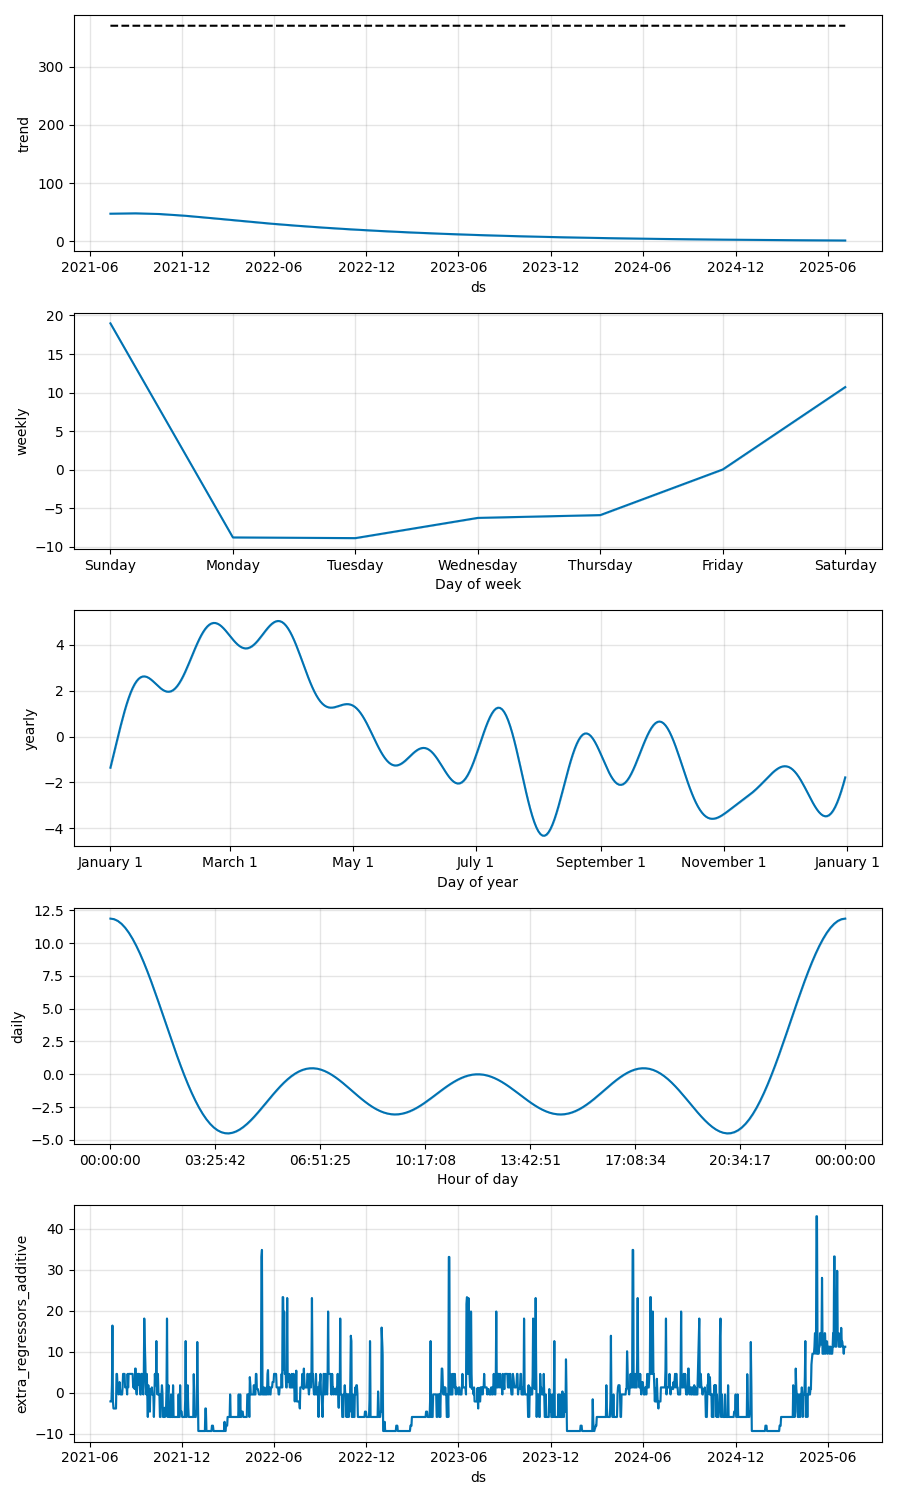 300
200
100
0
trend
2021-06 2021-12 2022-06 2022-12 2023-06 2023-12 2024-06 2024-12 2025-06
ds
20
15
10
5
0
−5
−10
weekly
Sunday Monday Tuesday Wednesday Thursday Friday Saturday
Day of week
4
2
0
−2
−4
yearly
January 1 March 1 May 1 July 1 September 1 November 1 January 1
Day of year
12.5
10.0
7.5
5.0
2.5
0.0
−2.5
−5.0
daily
00:00:00 03:25:42 06:51:25 10:17:08 13:42:51 17:08:34 20:34:17 00:00:00
Hour of day
40
30
20
10
0
−10
extra_regressors_additive
2021-06 2021-12 2022-06 2022-12 2023-06 2023-12 2024-06 2024-12 2025-06
ds